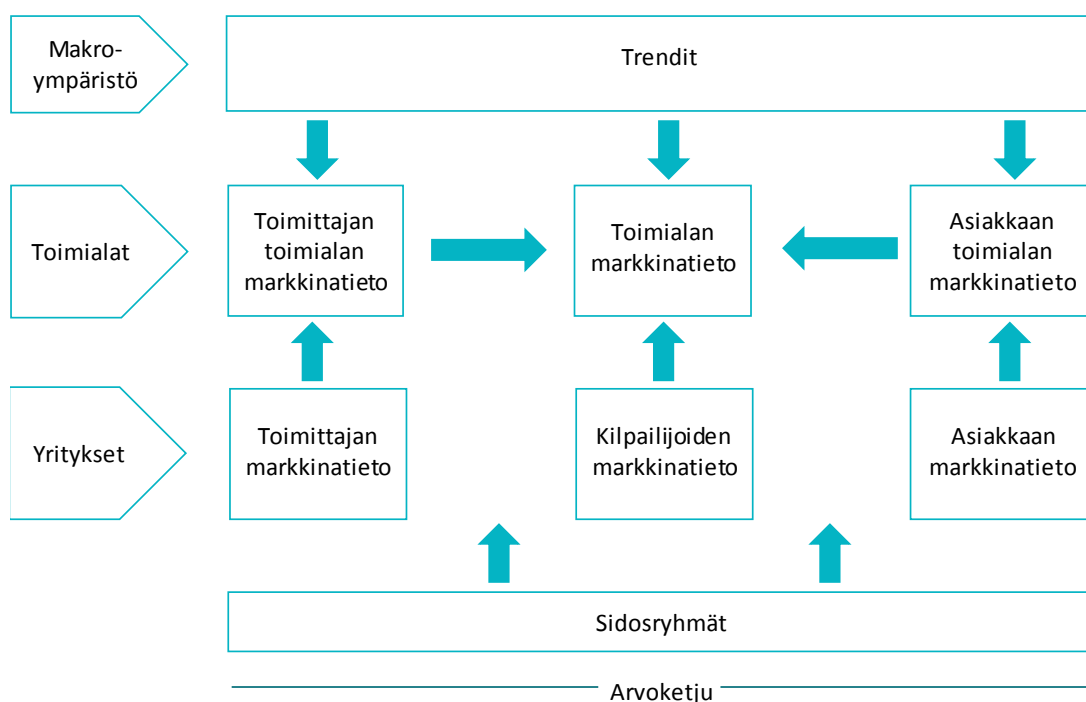 Makro-
ympäristö
Trendit
Toimialat
Toimittajan
toimialan
markkinatieto
Toimialan
markkinatieto
Asiakkaan
toimialan
markkinatieto
Yritykset
Toimittajan
markkinatieto
Kilpailijoiden
markkinatieto
Asiakkaan
markkinatieto
Sidosryhmät
Arvoketju